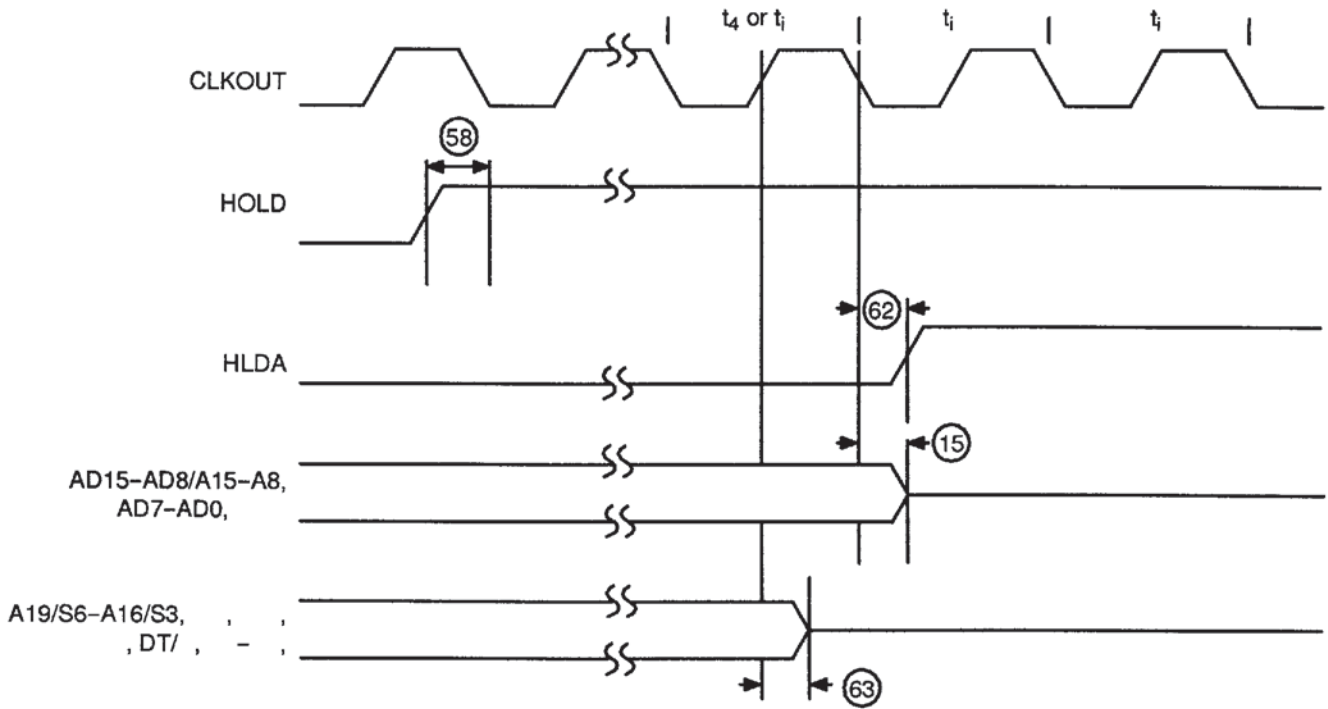 t4 or ti
ti
ti
CLKOUT
58
HOLD
62
HLDA
15
AD15–AD8/A15–A8,
AD7–AD0,
A19/S6–A16/S3, , ,
, DT/ , – ,
63